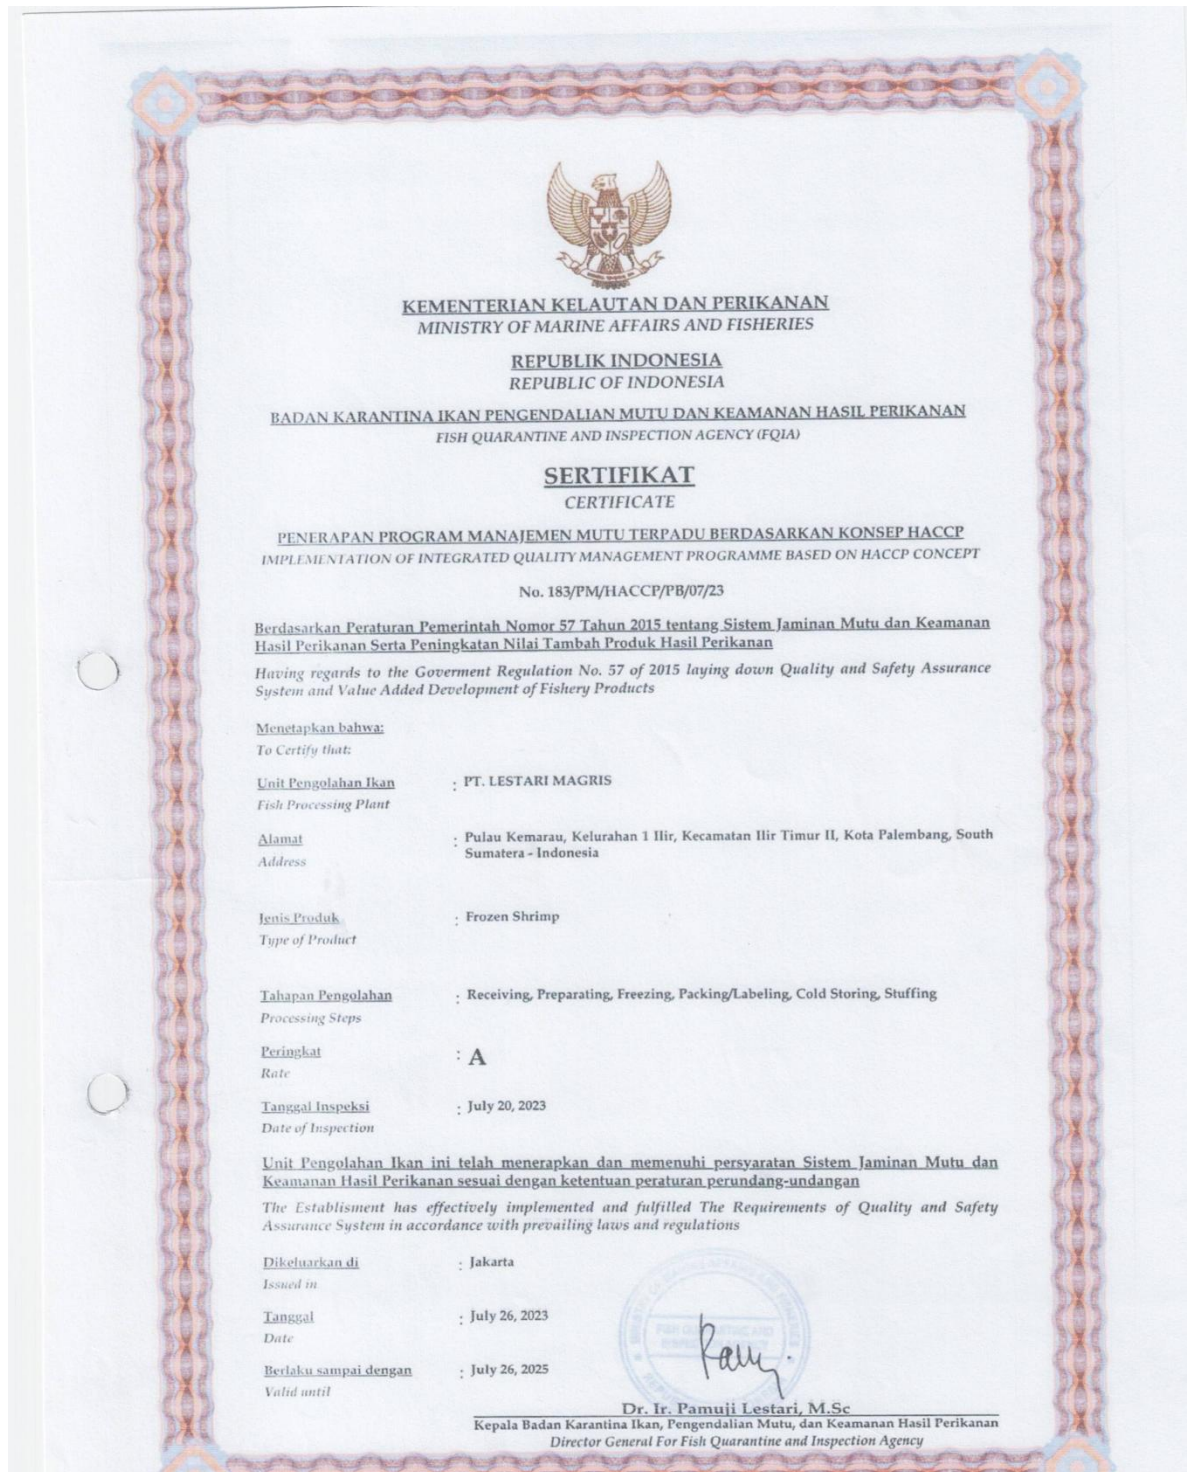 KEMENTERIAN KELAUTAN DAN PERIKANAN
MINISTRY OF MARINE AFFAIRS AND FISHERIES
REPUBLIK INDONESIA
REPUBLIC OF INDONESIA
BADAN KARANTINA IKAN PENGENDALIAN MUTU DAN KEAMANAN HASIL PERIKANAN
FISH QUARANTINE AND INSPECTION AGENCY (FQIA)
SERTIFIKAT
CERTIFICATE
PENERAPAN PROGRAM MANAJEMEN MUTU TERPADU BERDASARKAN KONSEP HACCP
IMPLEMENTATION OF INTEGRATED QUALITY MANAGEMENT PROGRAMME BASED ON HACCP CONCEPT
No. 183/PM/HACCP/PB/07/23
Berdasarkan Peraturan Pemerintah Nomor 57 Tahun 2015 tentang Sistem Jaminan Mutu dan Keamanan
Hasil Perikanan Serta Peningkatan Nilai Tambah Produk Hasil Perikanan
Having regards to the Goverment Regulation No. 57 of 2015 laying down Quality and Safety Assurance
System and Value Added Development of Fishery Products
Menetapkan bahwa:
To Certify that:
Unit Pengolahan Ikan : PT. LESTARI MAGRIS
Fish Processing Plant
Alamat : Pulau Kemarau, Kelurahan 1 Ilir, Kecamatan Ilir Timur II, Kota Palembang, South
Address Sumatera - Indonesia
Jenis Produk : Frozen Shrimp
Type of Product
Tahapan Pengolahan : Receiving, Preparating, Freezing, Packing/Labeling, Cold Storing, Stuffing
Processing Steps
Peringkat : A
Rate
Tanggal Inspeksi : July 20, 2023
Date of Inspection
Unit Pengolahan Ikan ini telah menerapkan dan memenuhi persyaratan Sistem Jaminan Mutu dan
Keamanan Hasil Perikanan sesuai dengan ketentuan peraturan perundang-undangan
The Establisment has effectively implemented and fulfilled The Requirements of Quality and Safety
Assurance System in accordance with prevailing laws and regulations
Dikeluarkan di : Jakarta
Issued in
Tanggal : July 26, 2023
Date
Berlaku sampai dengan : July 26, 2025
Valid until
Dr. Ir. Pamuji Lestari, M.Sc
Kepala Badan Karantina Ikan, Pengendalian Mutu, dan Keamanan Hasil Perikanan
Director General For Fish Quarantine and Inspection Agency